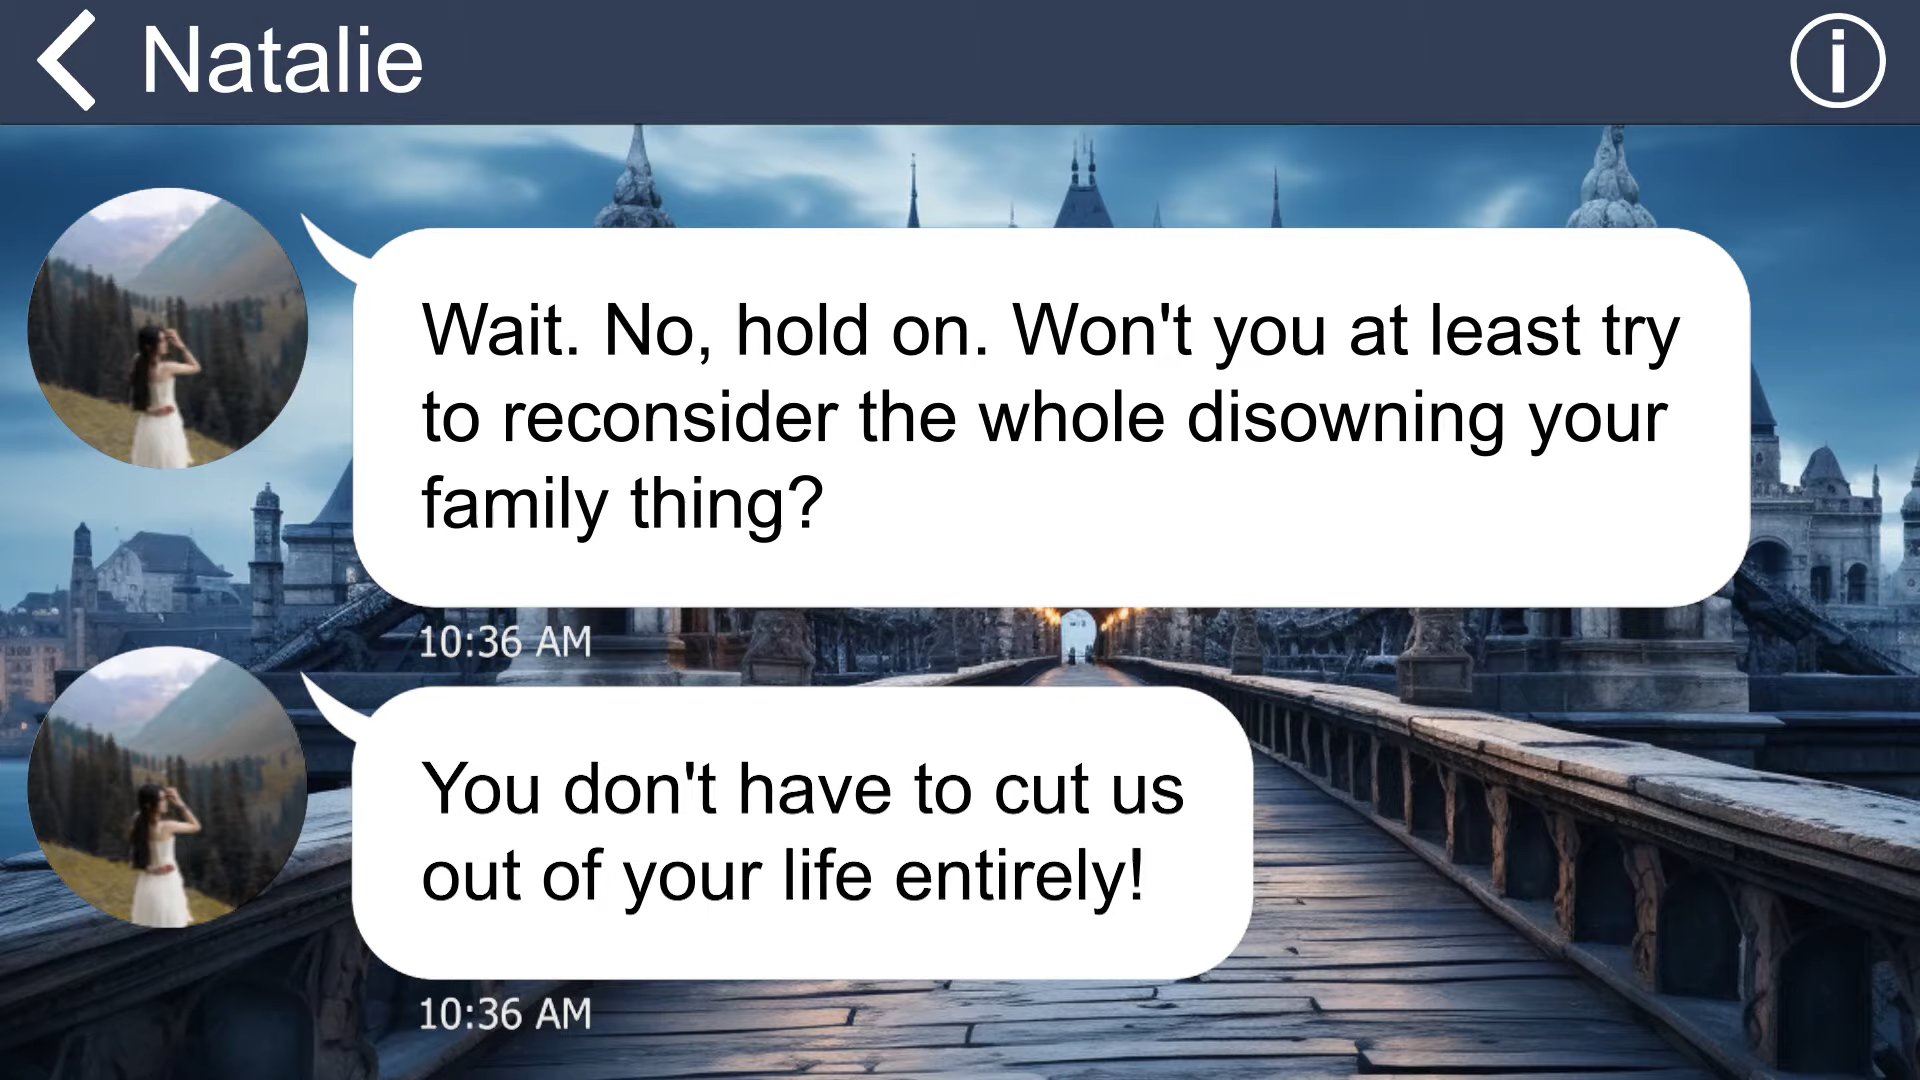 Natalie
Wait. No, hold on. Won't you at least try
to reconsider the whole disowning your
family thing?
10:36 AM
You don't have to cut us
out of your life entirely!
10:36 AM